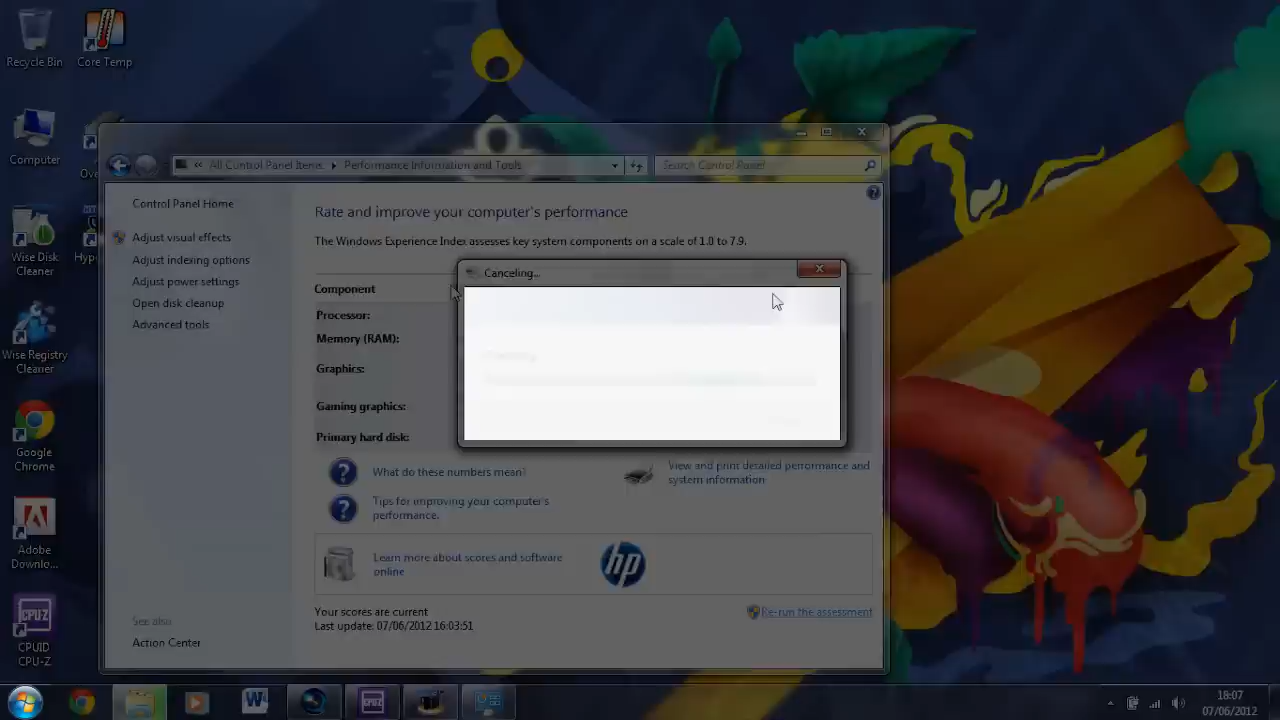 Recycle Bin
Core Temp
Computer
Ove
« All Control Panel Items ▸ Performance Information and Tools
Search Control Panel
Control Panel Home
Adjust visual effects
Adjust indexing options
Adjust power settings
Open disk cleanup
Advanced tools
Rate and improve your computer's performance
The Windows Experience Index assesses key system components on a scale of 1.0 to 7.9.
Component
Processor:
Memory (RAM):
Graphics:
Gaming graphics:
Primary hard disk:
Canceling...
Wise Disk
Cleaner
Hype
Wise Registry
Cleaner
Google
Chrome
Adobe
Downlo...
CPU-Z
CPUID
CPU-Z
What do these numbers mean?
Tips for improving your computer's
performance.
View and print detailed performance and
system information
Learn more about scores and software
online
hp
Your scores are current
Last update: 07/06/2012 16:03:51
Re-run the assessment
See also
Action Center
18:07
07/06/2012